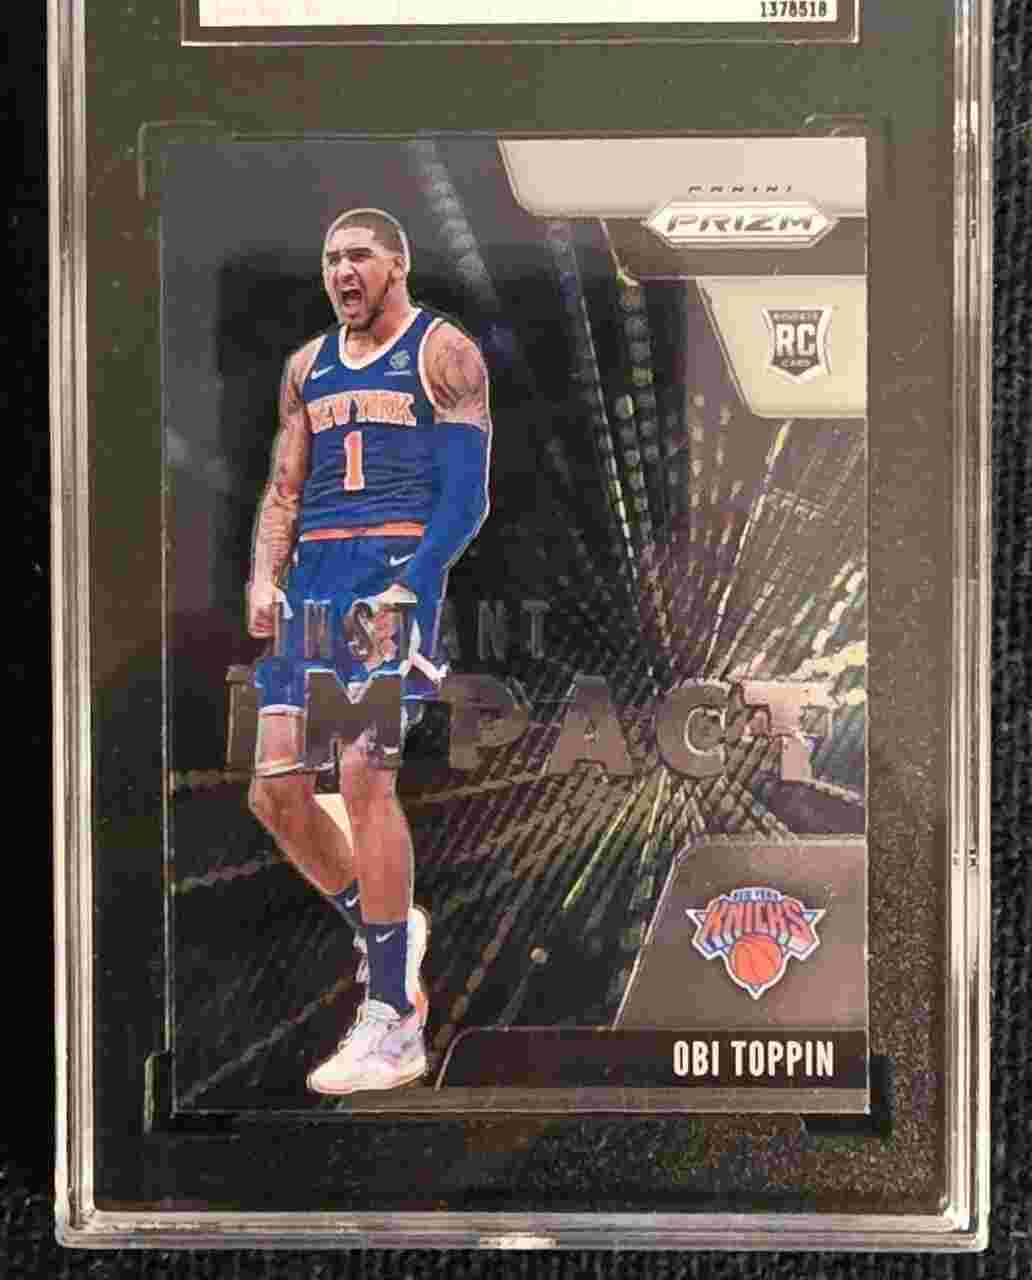 1378518
PANINI
PRIZM
ROOKIE
RC
CARD
NEW YORK
1
INSTANT
IMPACT
NEW YORK
KNICKS
OBI TOPPIN